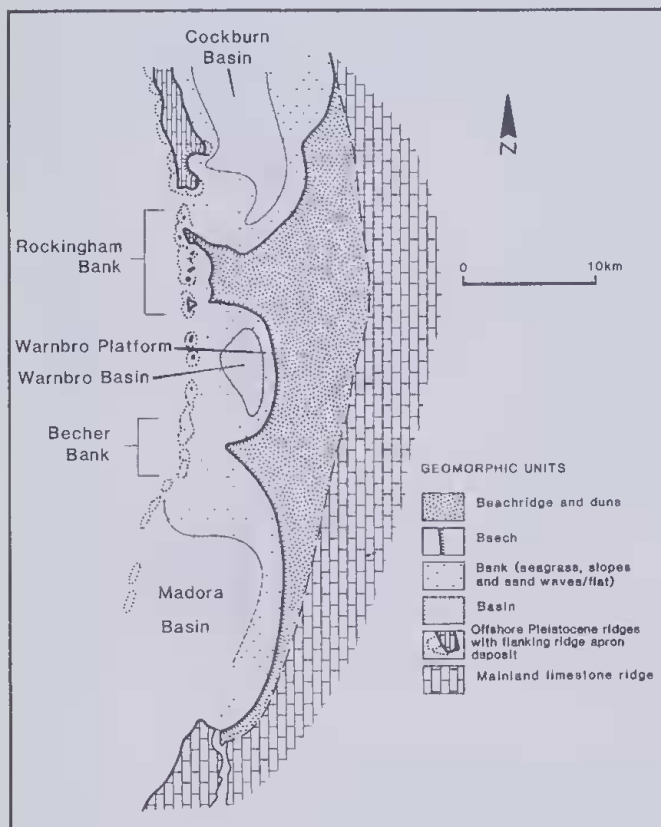 Cockburn
Basin
N
0 10km
Rockingham
Bank
Warnbro Platform
Warnbro Basin
Becher
Bank
Madora
Basin
GEOMORPHIC UNITS
Beachridge and duns
Baech
Bank (seagrass, slopes
and sand waves/flat)
Basin
Offshore Pleistocene ridges
with flanking ridge apron
deposit
Mainland limestone ridge